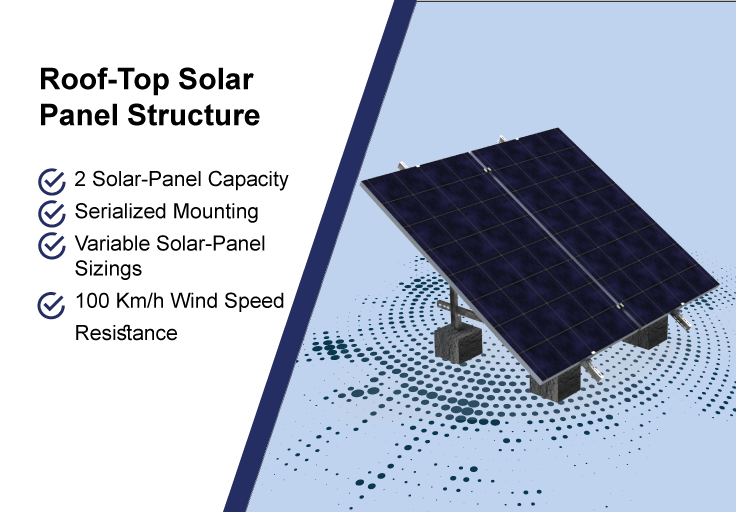 Roof-Top Solar
Panel Structure
2 Solar-Panel Capacity
Serialized Mounting
Variable Solar-Panel
Sizings
100 Km/h Wind Speed
Resistance